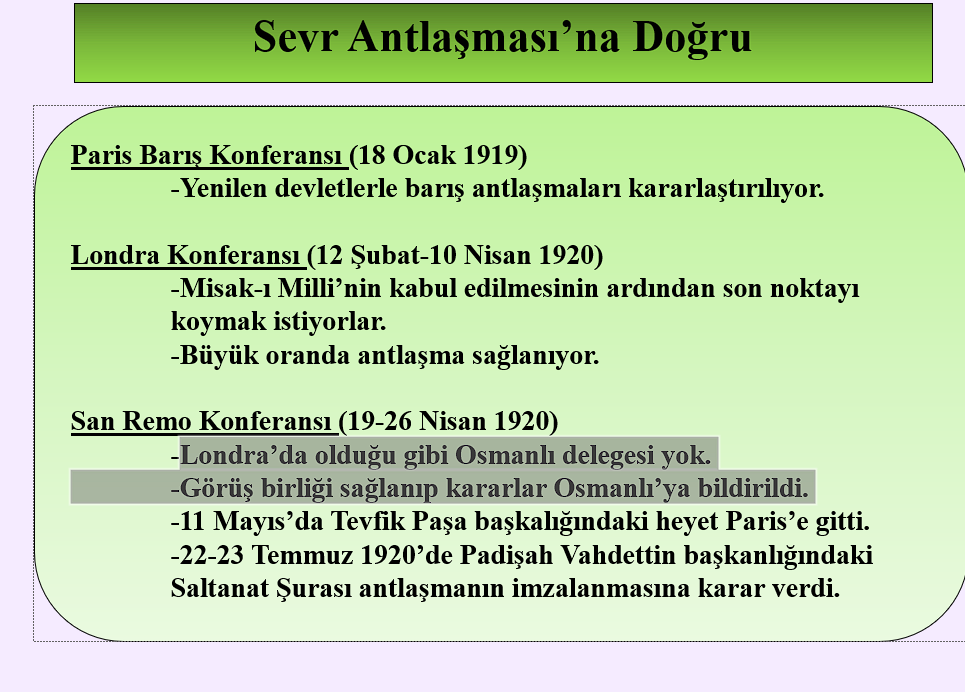 Sevr Antlaşması’na Doğru
Paris Barış Konferansı (18 Ocak 1919)
-Yenilen devletlerle barış antlaşmaları kararlaştırılıyor.
Londra Konferansı (12 Şubat-10 Nisan 1920)
-Misak-ı Milli’nin kabul edilmesinin ardından son noktayı
koymak istiyorlar.
-Büyük oranda antlaşma sağlanıyor.
San Remo Konferansı (19-26 Nisan 1920)
-Londra’da olduğu gibi Osmanlı delegesi yok.
-Görüş birliği sağlanıp kararlar Osmanlı’ya bildirildi.
-11 Mayıs’da Tevfik Paşa başkalığındaki heyet Paris’e gitti.
-22-23 Temmuz 1920’de Padişah Vahdettin başkanlığındaki
Saltanat Şurası antlaşmanın imzalanmasına karar verdi.